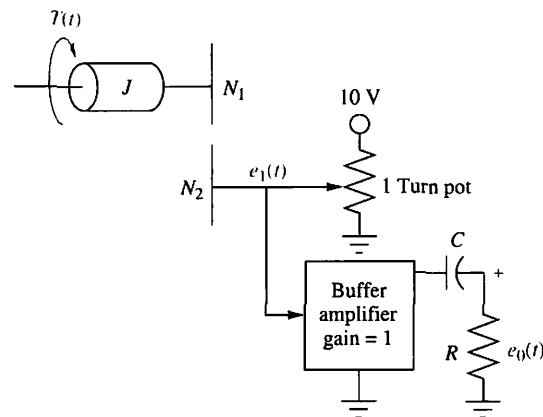 T(t)
J
N₁
10 V
N₂
e₁(t)
1 Turn pot
C
+
Buffer
amplifier
gain = 1
R
e₀(t)